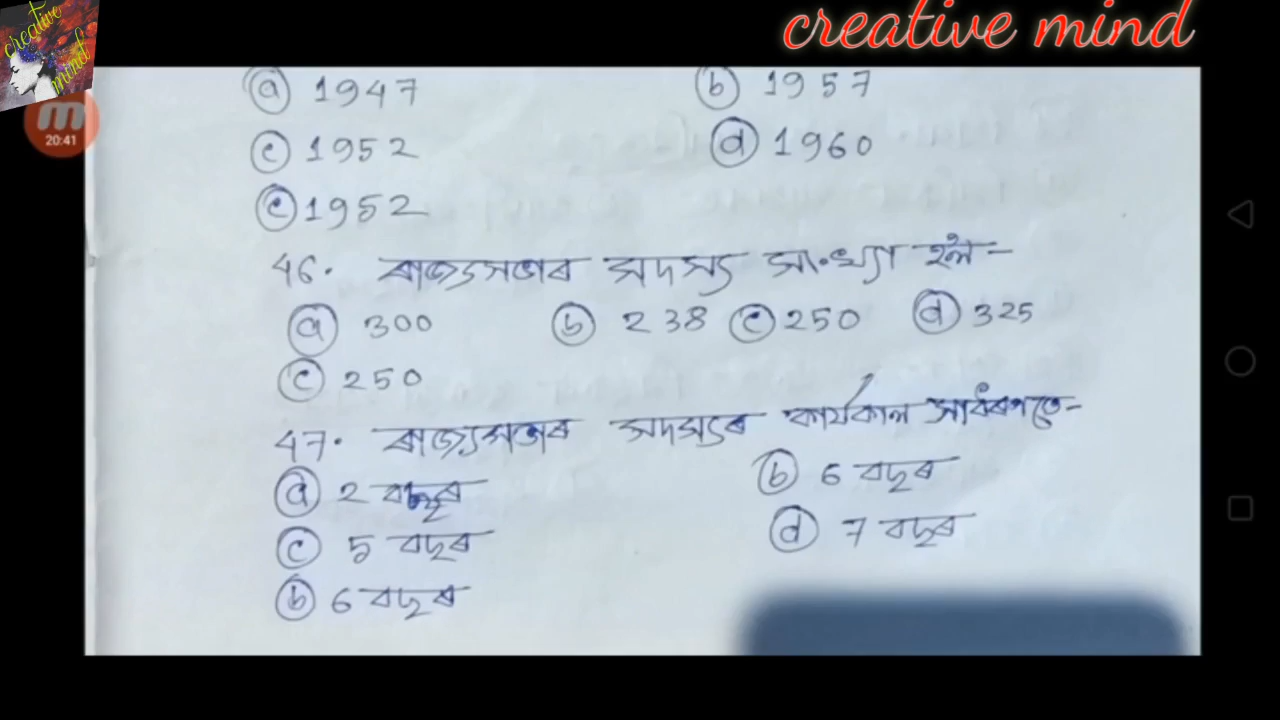 creative mind
creative mind
20:41
(a) 1947 (b) 1957
(c) 1952 (d) 1960
(c) 1952
46. ৰাজ্যসভাৰ সদস্য সংখ্যা হ'ল -
(a) 300 (b) 238 (c) 250 (d) 325
(c) 250
47. ৰাজ্যসভাৰ সদস্যৰ কাৰ্যকাল সাধাৰণতে-
(a) 2 বছৰ (b) 6 বছৰ
(c) 5 বছৰ (d) 7 বছৰ
(b) 6 বছৰ